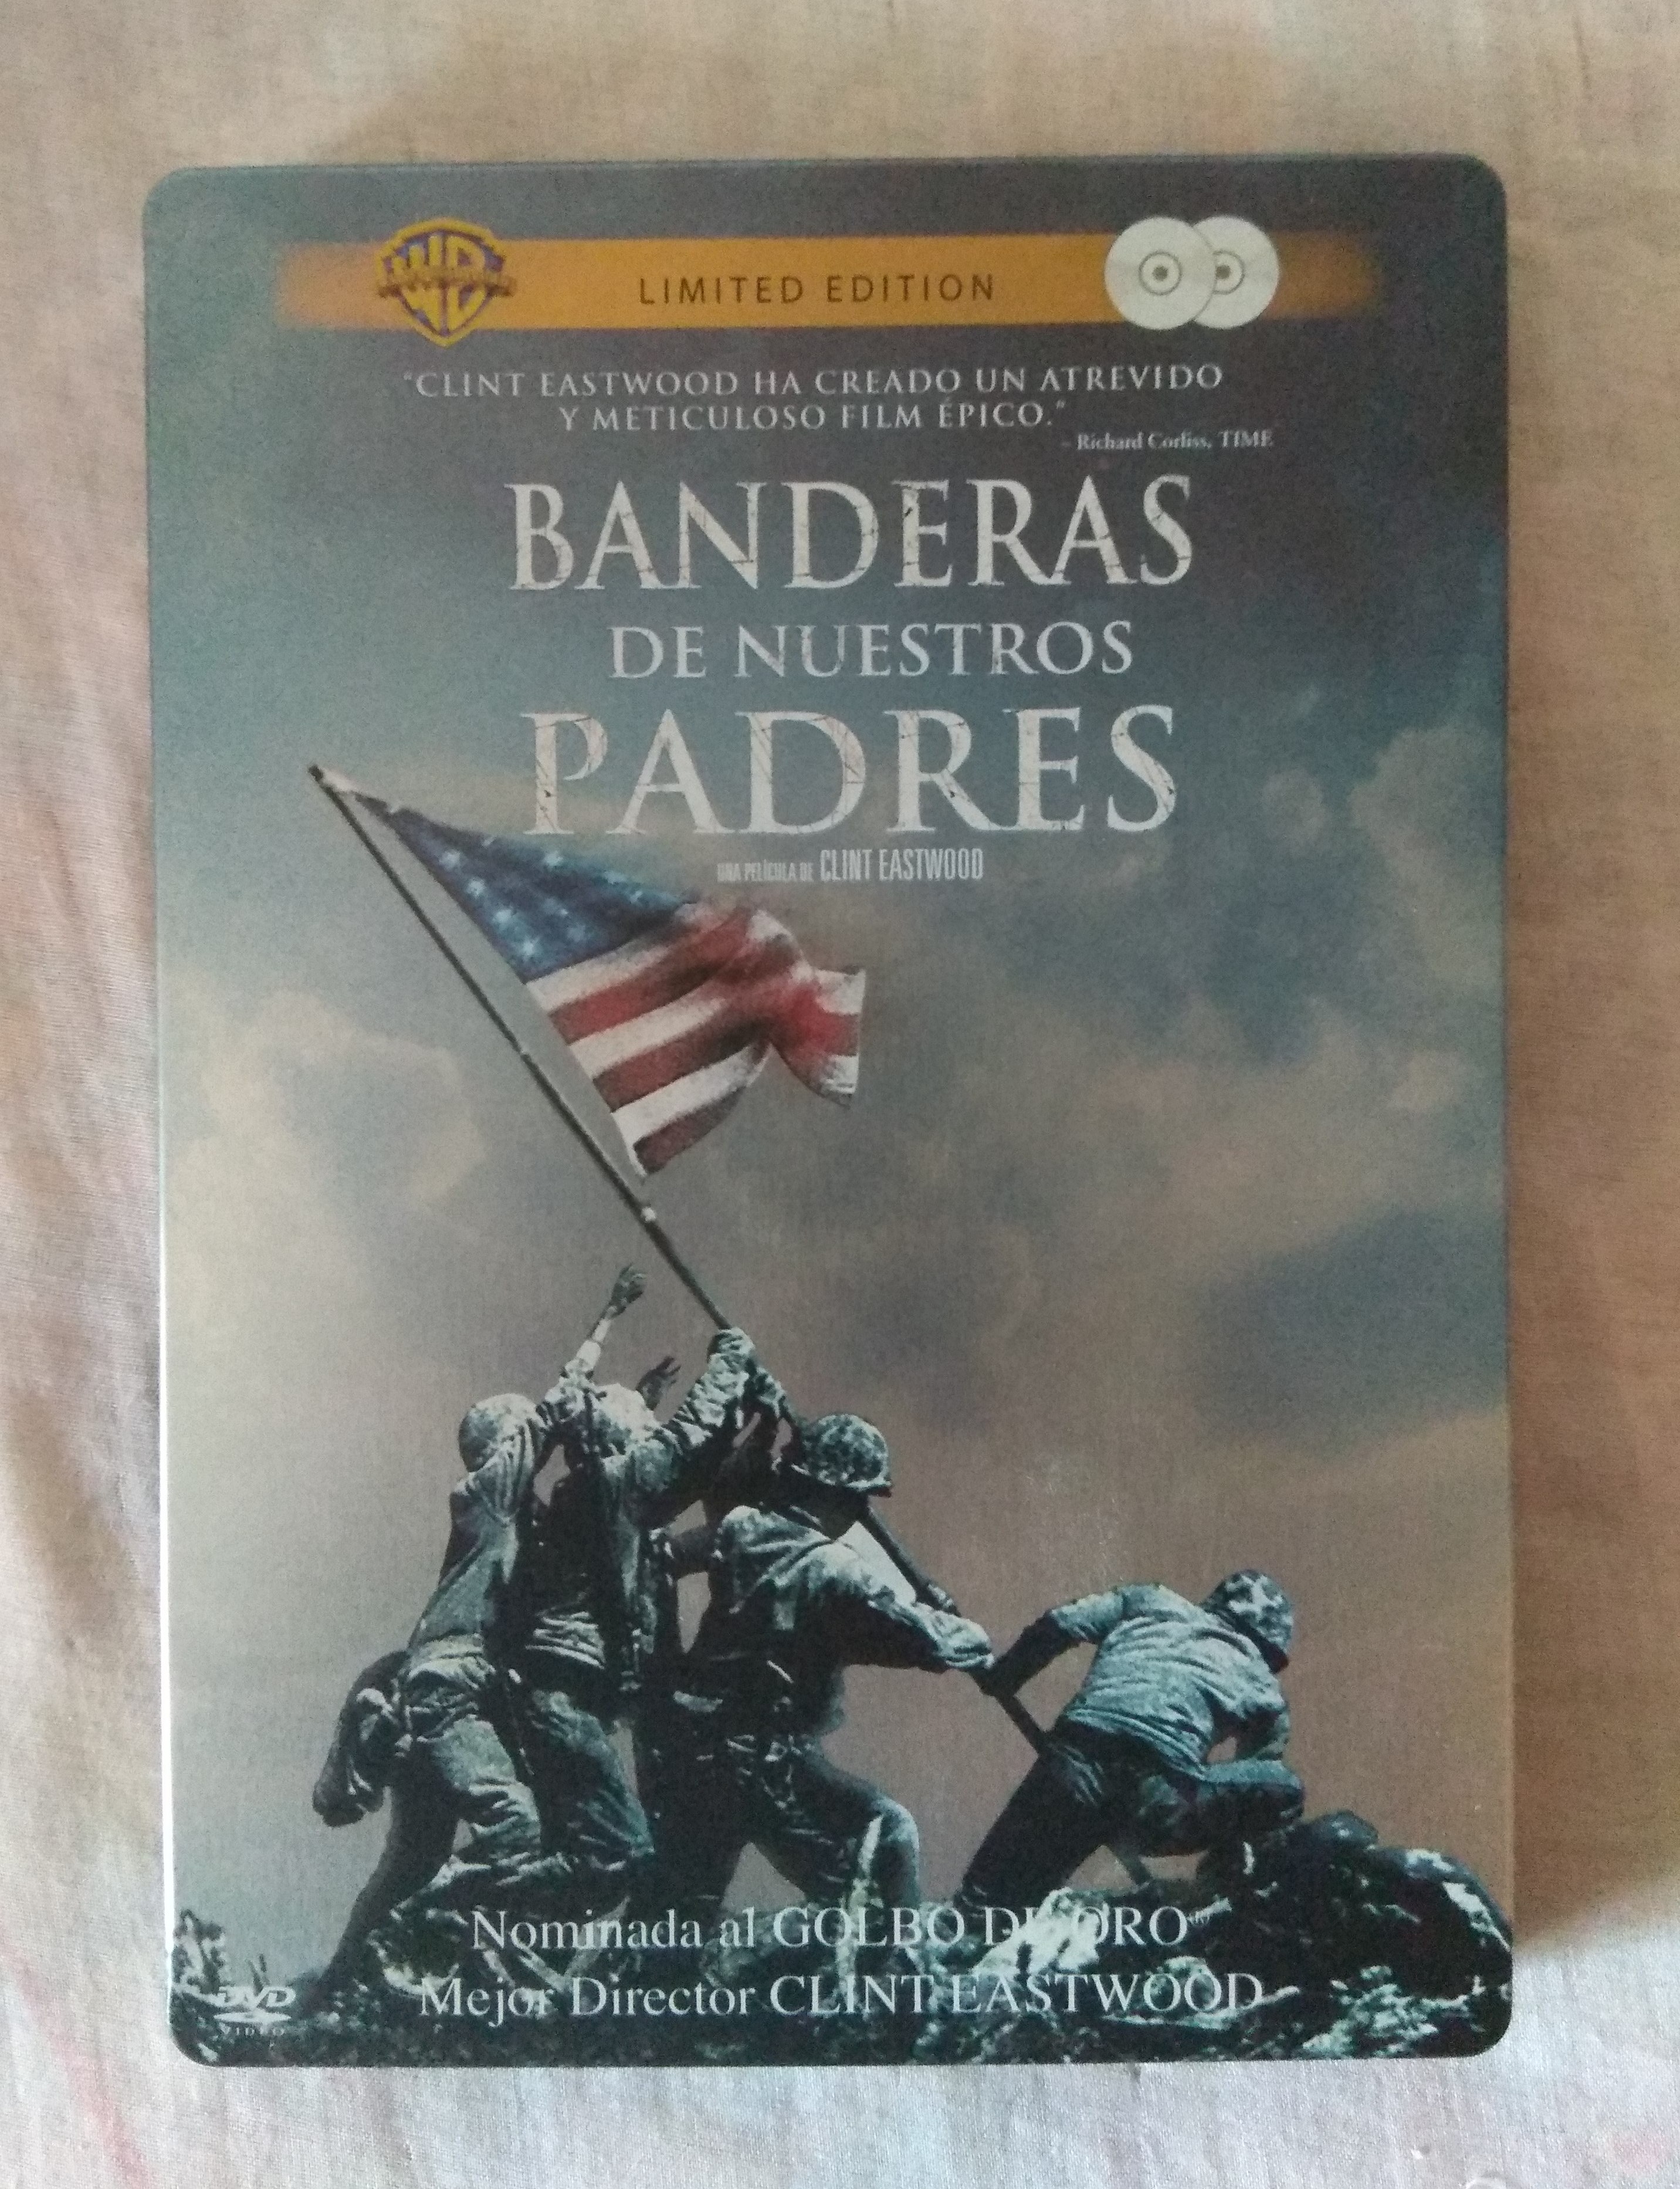 LIMITED EDITION
"CLINT EASTWOOD HA CREADO UN ATREVIDO
Y METICULOSO FILM ÉPICO."
– Richard Corliss, TIME
BANDERAS
DE NUESTROS
PADRES
UNA PELÍCULA DE CLINT EASTWOOD
Nominada al GOLBO DE ORO
Mejor Director CLINT EASTWOOD
DVD
VIDEO